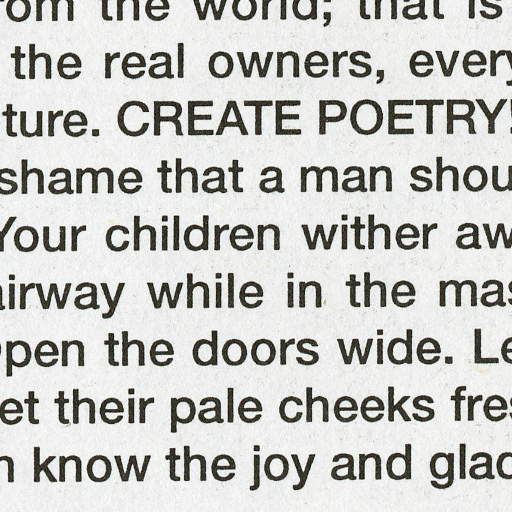 rom the world; that is
the real owners, every
ture. CREATE POETRY!
shame that a man shou
Your children wither aw
airway while in the mas
open the doors wide. Le
et their pale cheeks fres
n know the joy and glad